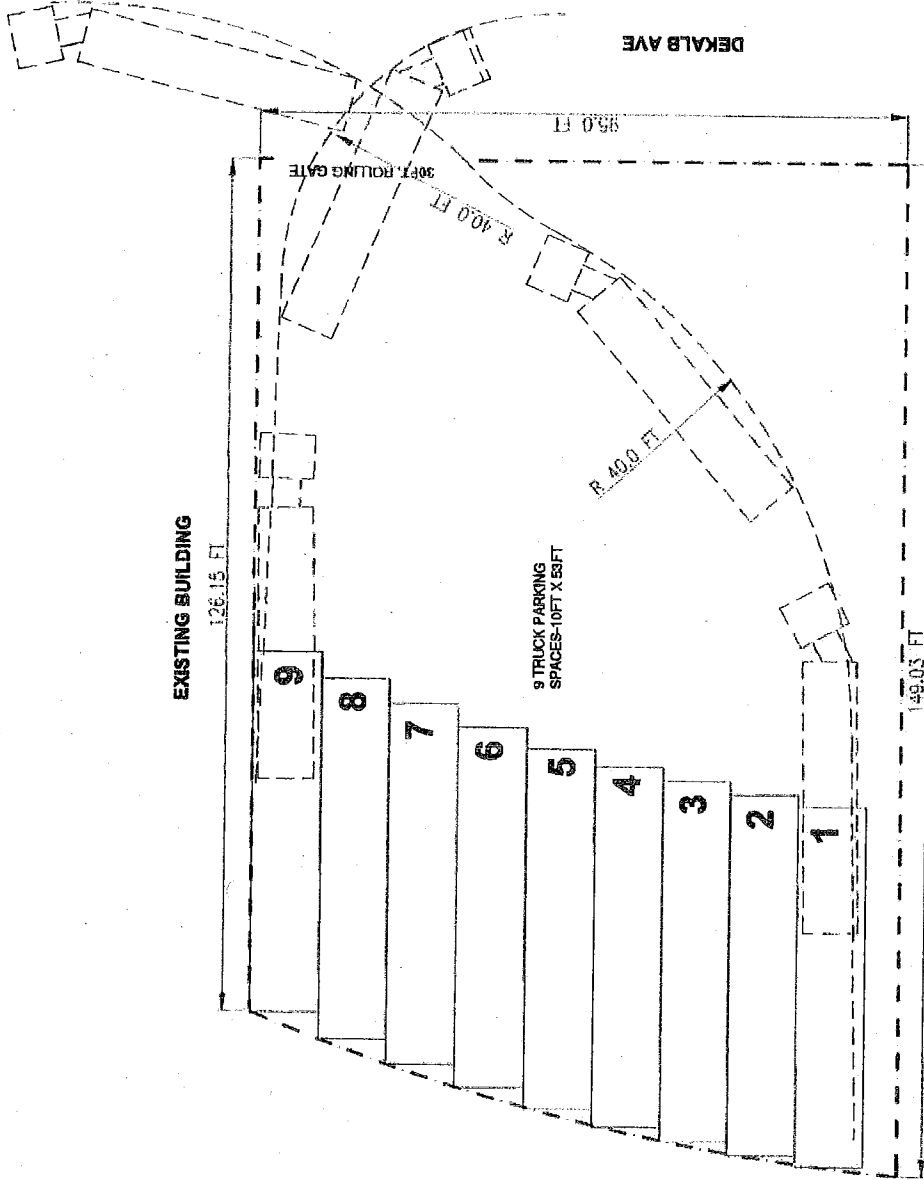 DEKALB AVE
95.0 FT
30FT. ROLLING GATE
R 40.0 FT
EXISTING BUILDING
126.15 FT
R 40.0 FT
9 TRUCK PARKING
SPACES-10FT X 53FT
9
8
7
6
5
4
3
2
1
149.03 FT